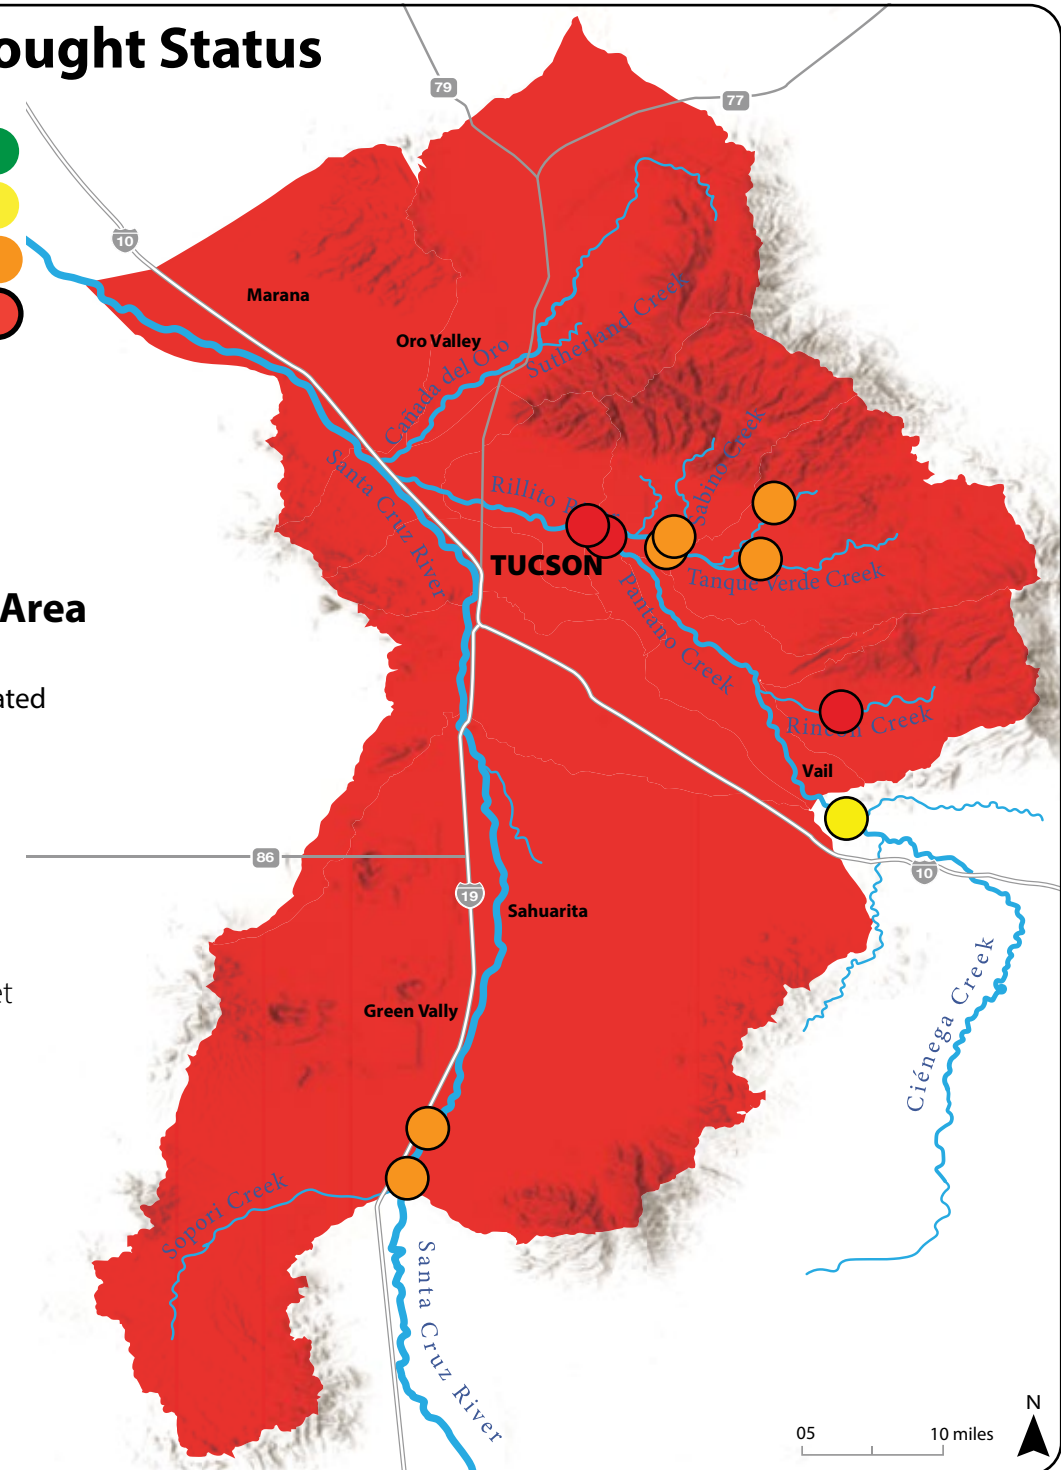 ought Status
79
77
10
Marana
Oro Valley
Sutherland Creek
Cañada del Oro
Sabino Creek
Santa Cruz River
Rillito R
TUCSON
Tanque Verde Creek
Pantano Creek
Area
ated
Rincon Creek
Vail
86
10
19
Sahuarita
et
Green Vally
Ciénega Creek
Sopori Creek
Santa Cruz River
N
05
10 miles